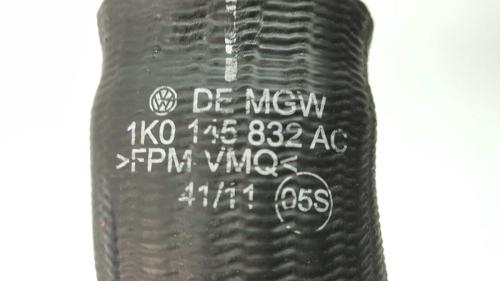 DE MGW
1K0 145 832 AC
>FPM VMQ<
41/11 05S